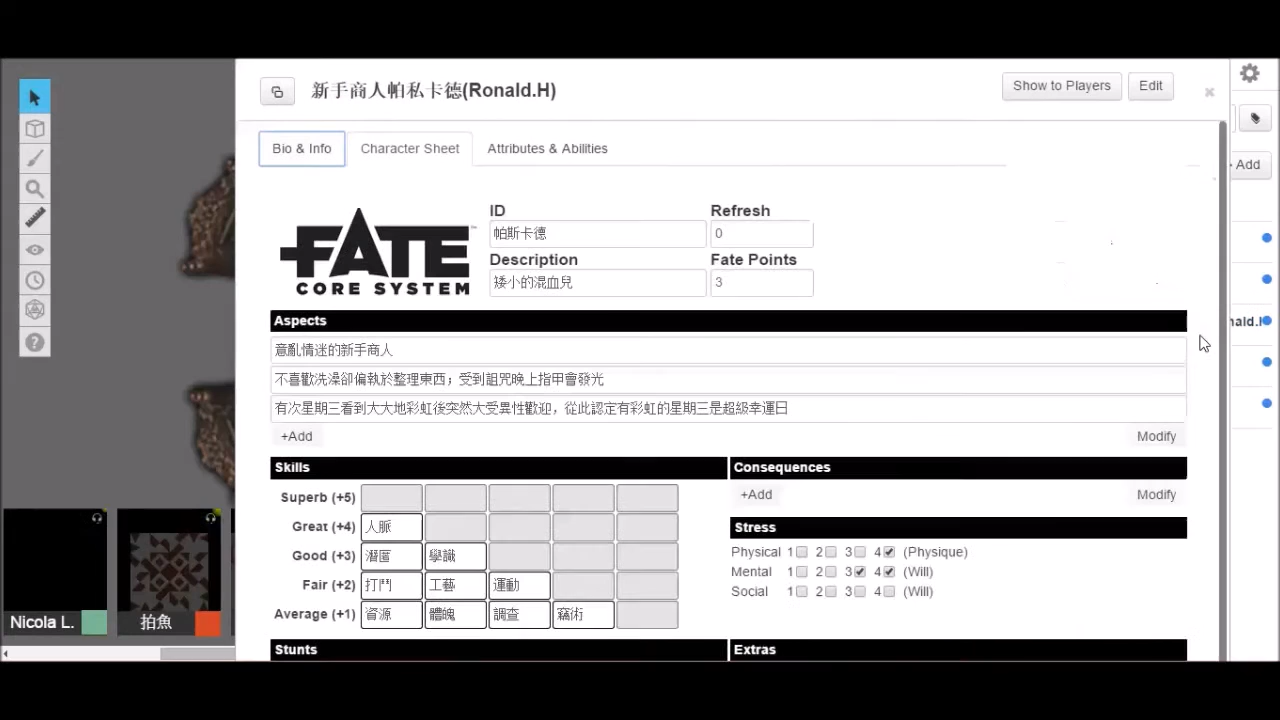 新手商人帕私卡德(Ronald.H)
Show to Players
Edit
Add
Bio & Info
Character Sheet
Attributes & Abilities
FATE
CORE SYSTEM
ID
Refresh
帕斯卡德
0
Description
Fate Points
矮小的混血兒
3
Aspects
意亂情迷的新手商人
不喜歡洗澡卻偏執於整理東西，受到詛咒晚上指甲會發光
有次星期三看到大大地彩虹後突然大受異性歡迎，從此認定有彩虹的星期三是超級幸運日
+Add
Modify
Skills
Consequences
Superb (+5)
+Add
Modify
Great (+4) 人脈
Good (+3) 潛匿 學識
Fair (+2) 打鬥 工藝 運動
Average (+1) 資源 體魄 調查 竊術
Stress
Physical 1 2 3 4 (Physique)
Mental 1 2 3 4 (Will)
Social 1 2 3 4 (Will)
Stunts
Extras
Nicola L.
拍魚